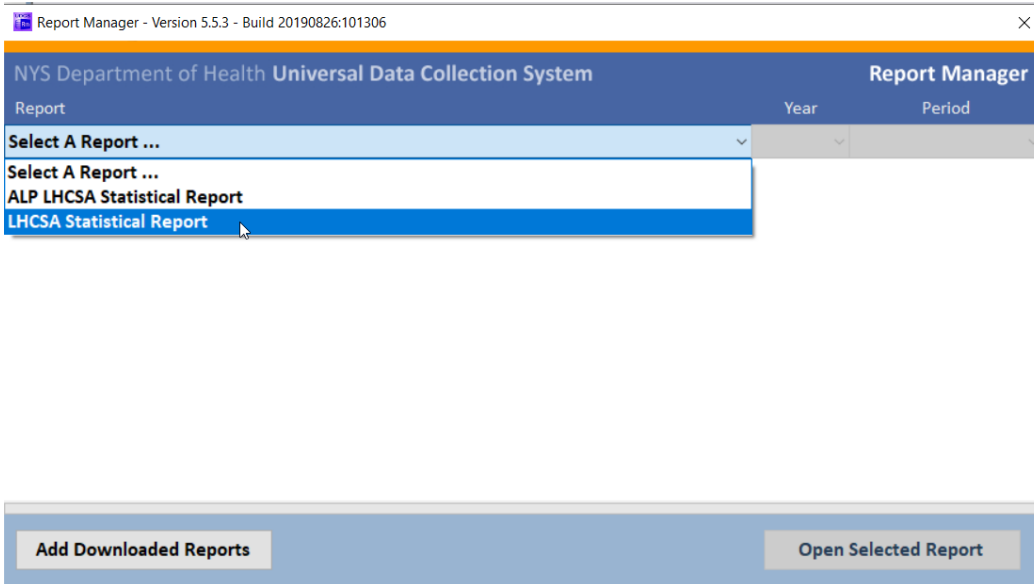 Report Manager - Version 5.5.3 - Build 20190826:101306
NYS Department of Health Universal Data Collection System Report Manager
Report Year Period
Select A Report ...
Select A Report ...
ALP LHCSA Statistical Report
LHCSA Statistical Report
Add Downloaded Reports Open Selected Report